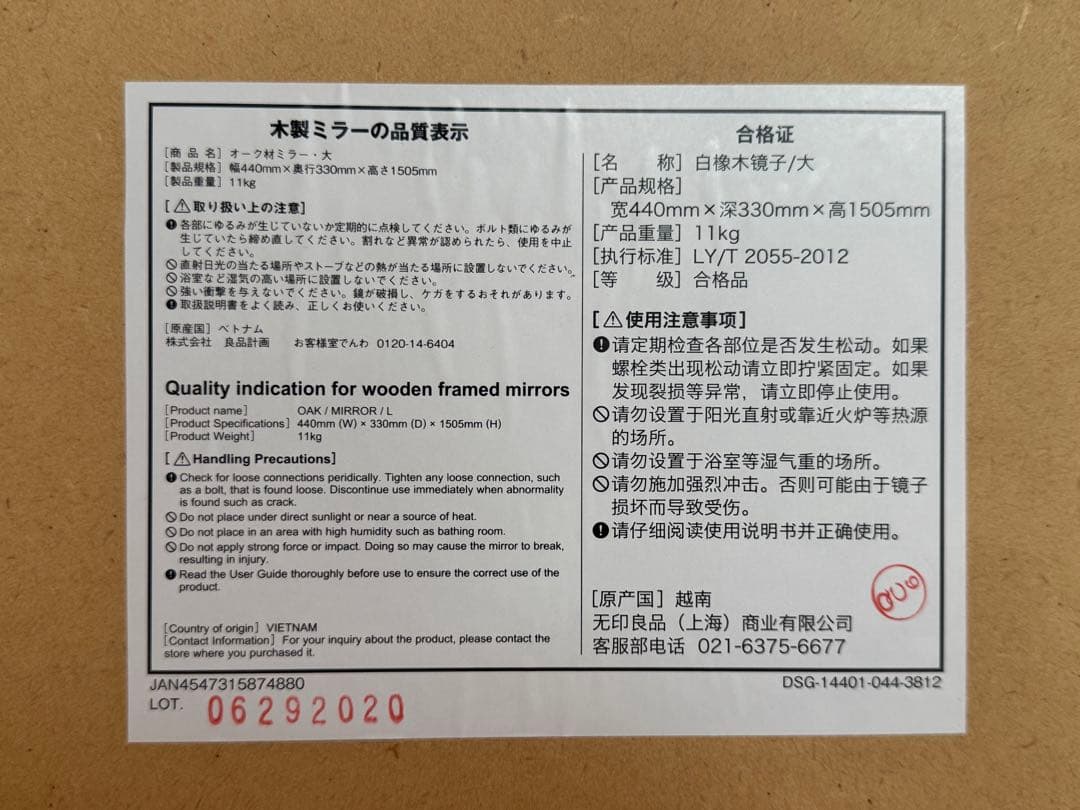 木製ミラーの品質表示
[商 品 名] オーク材ミラー・大
[製品規格] 幅440mm×奥行330mm×高さ1505mm
[製品重量] 11kg
[⚠取り扱い上の注意]
各部にゆるみが生じていないか定期的に点検してください。ボルト類にゆるみが
生じていたら締め直してください。割れなど異常が認められたら、使用を中止
してください。
直射日光の当たる場所やストーブなどの熱が当たる場所に設置しないでください。
浴室など湿気の高い場所に設置しないでください。
強い衝撃を与えないでください。鏡が破損し、ケガをするおそれがあります。
取扱説明書をよく読み、正しくお使いください。
[原産国] ベトナム
株式会社 良品計画 お客様室でんわ 0120-14-6404
Quality indication for wooden framed mirrors
[Product name] OAK / MIRROR / L
[Product Specifications] 440mm (W) × 330mm (D) × 1505mm (H)
[Product Weight] 11kg
[⚠Handling Precautions]
Check for loose connections peridically. Tighten any loose connection, such
as a bolt, that is found loose. Discontinue use immediately when abnormality
is found such as crack.
Do not place under direct sunlight or near a source of heat.
Do not place in an area with high humidity such as bathing room.
Do not apply strong force or impact. Doing so may cause the mirror to break,
resulting in injury.
Read the User Guide thoroughly before use to ensure the correct use of the
product.
[Country of origin] VIETNAM
[Contact Information] For your inquiry about the product, please contact the
store where you purchased it.
合格证
[名 称] 白橡木镜子/大
[产品规格]
宽440mm×深330mm×高1505mm
[产品重量] 11kg
[执行标准] LY/T 2055-2012
[等 级] 合格品
[⚠使用注意事项]
请定期检查各部位是否发生松动。如果
螺栓类出现松动请立即拧紧固定。如果
发现裂损等异常，请立即停止使用。
请勿设置于阳光直射或靠近火炉等热源
的场所。
请勿设置于浴室等湿气重的场所。
请勿施加强烈冲击。否则可能由于镜子
损坏而导致受伤。
请仔细阅读使用说明书并正确使用。
[原产国] 越南
无印良品（上海）商业有限公司
客服部电话 021-6375-6677
JAN4547315874880
DSG-14401-044-3812
LOT. 06292020